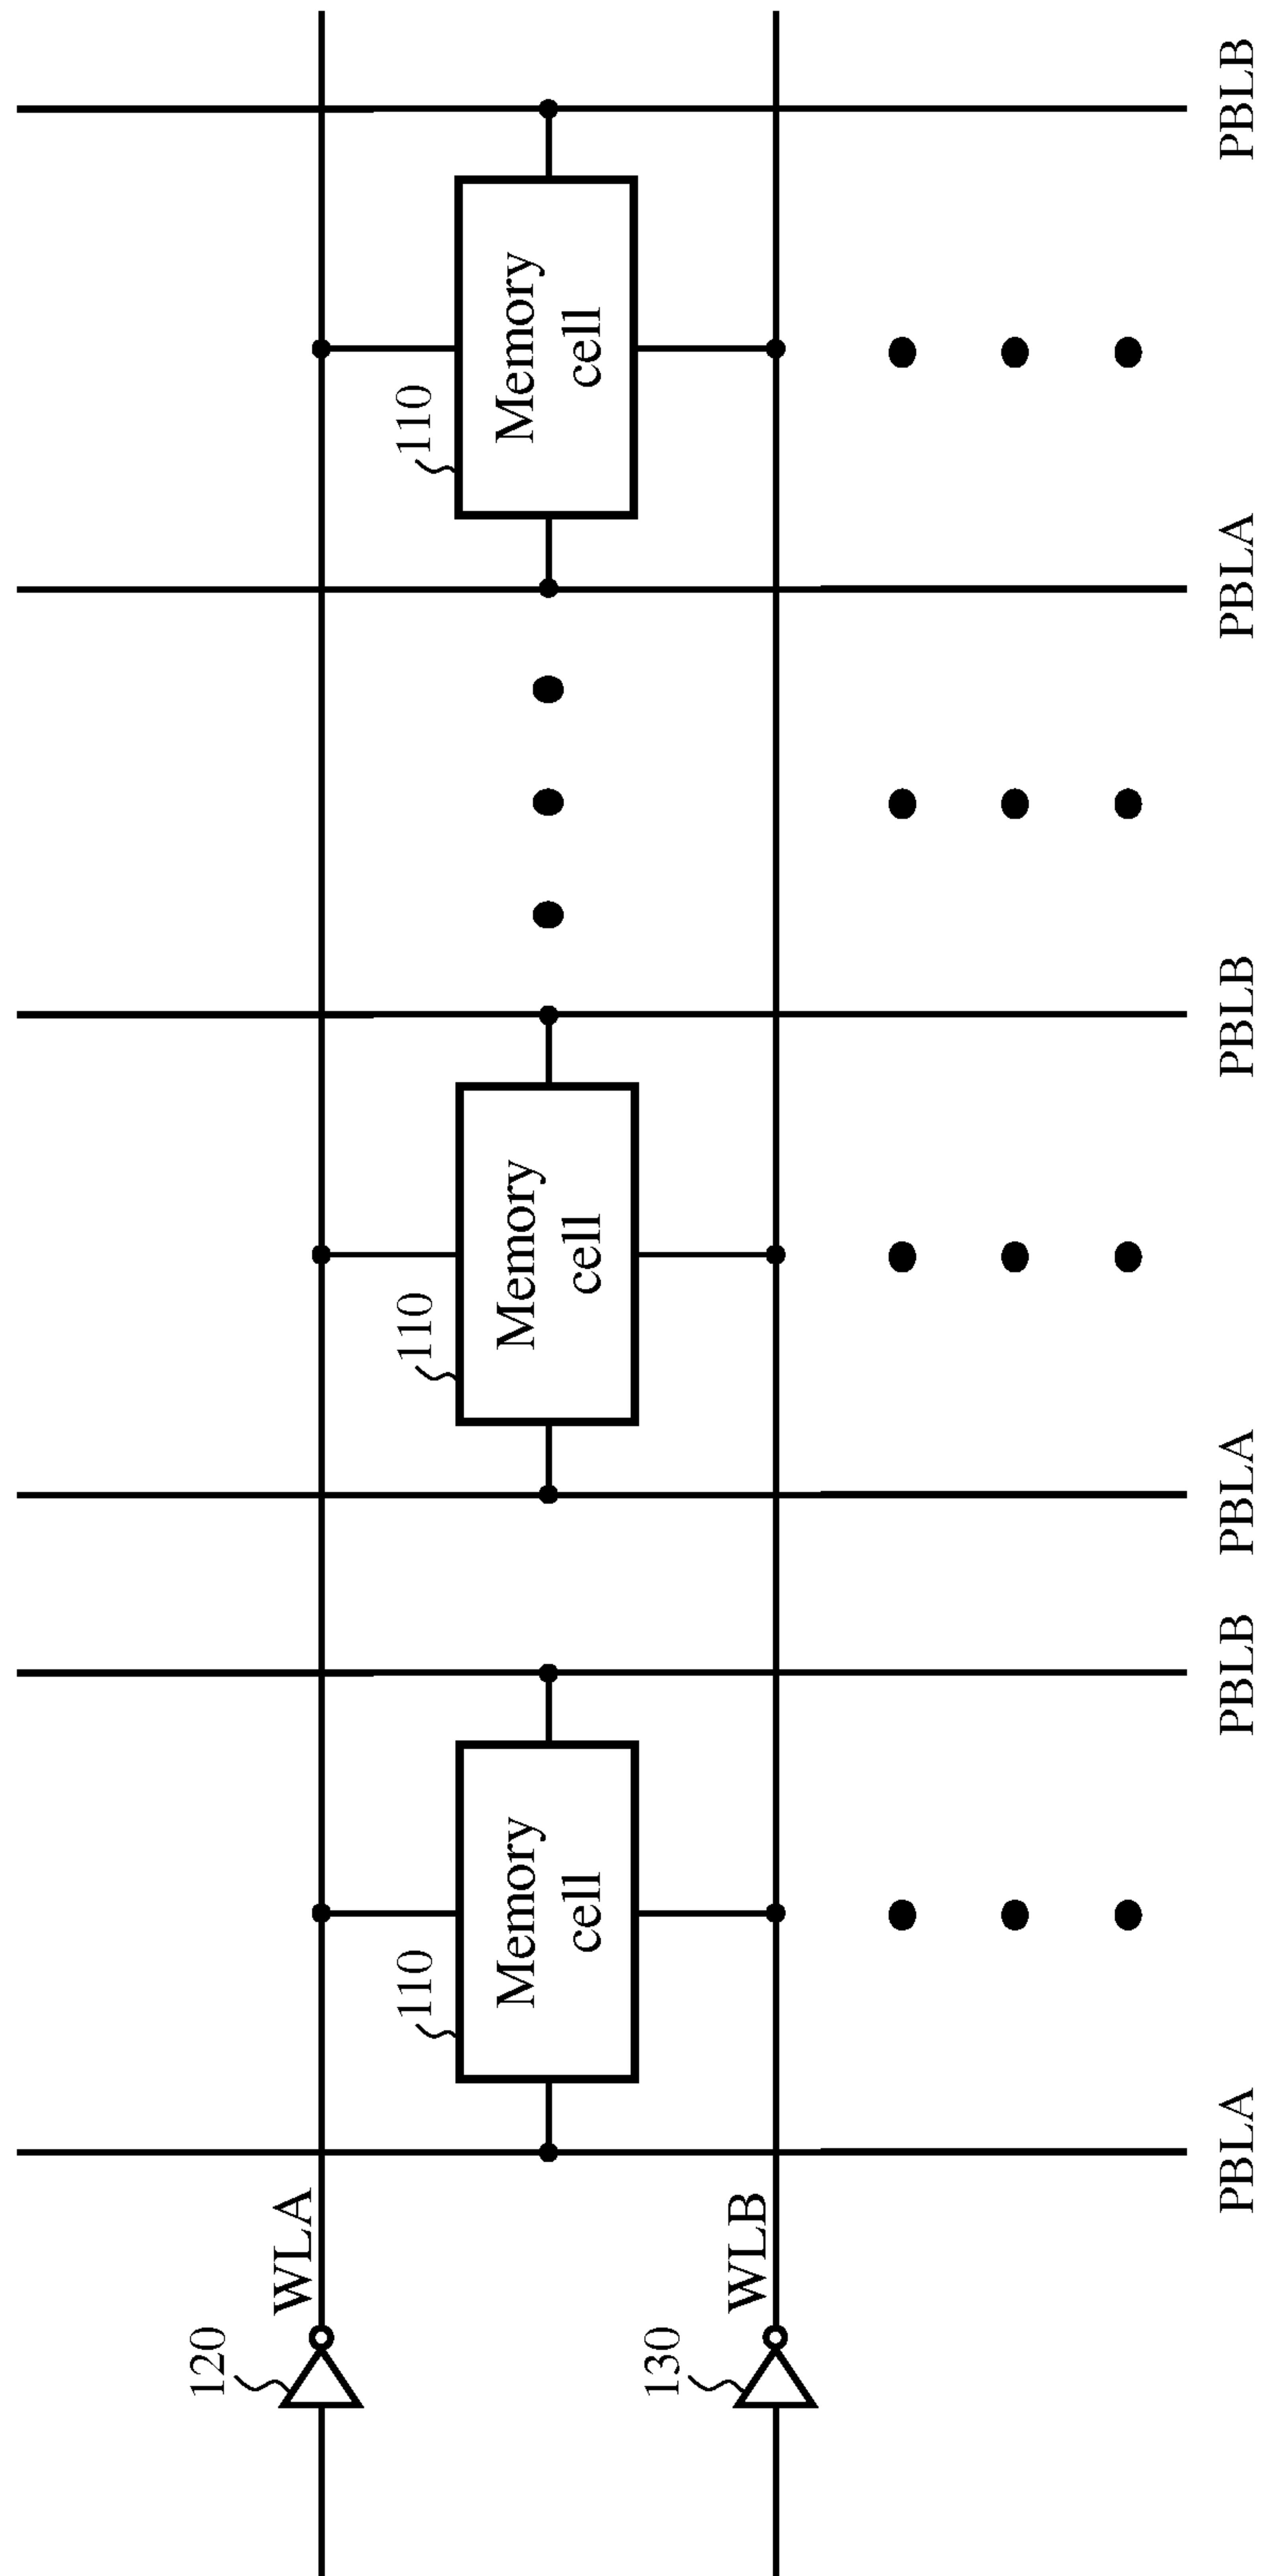 120
WLA
110
Memory
cell
110
Memory
cell
110
Memory
cell
130
WLB
PBLA
PBLB
PBLA
PBLB
PBLA
PBLB